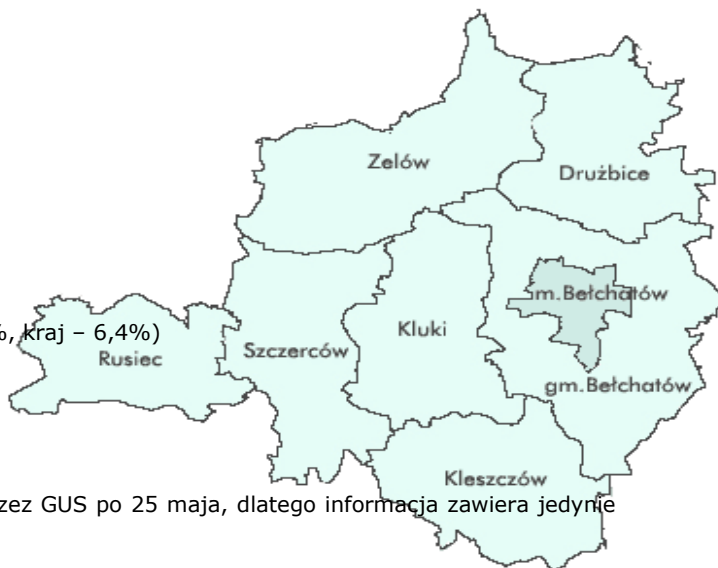 Zelów
Drużbice
m.Bełchatów
%, kraj – 6,4%)
Kluki
Rusiec
Szczerców
gm.Bełchatów
Kleszczów
zez GUS po 25 maja, dlatego informacja zawiera jedynie